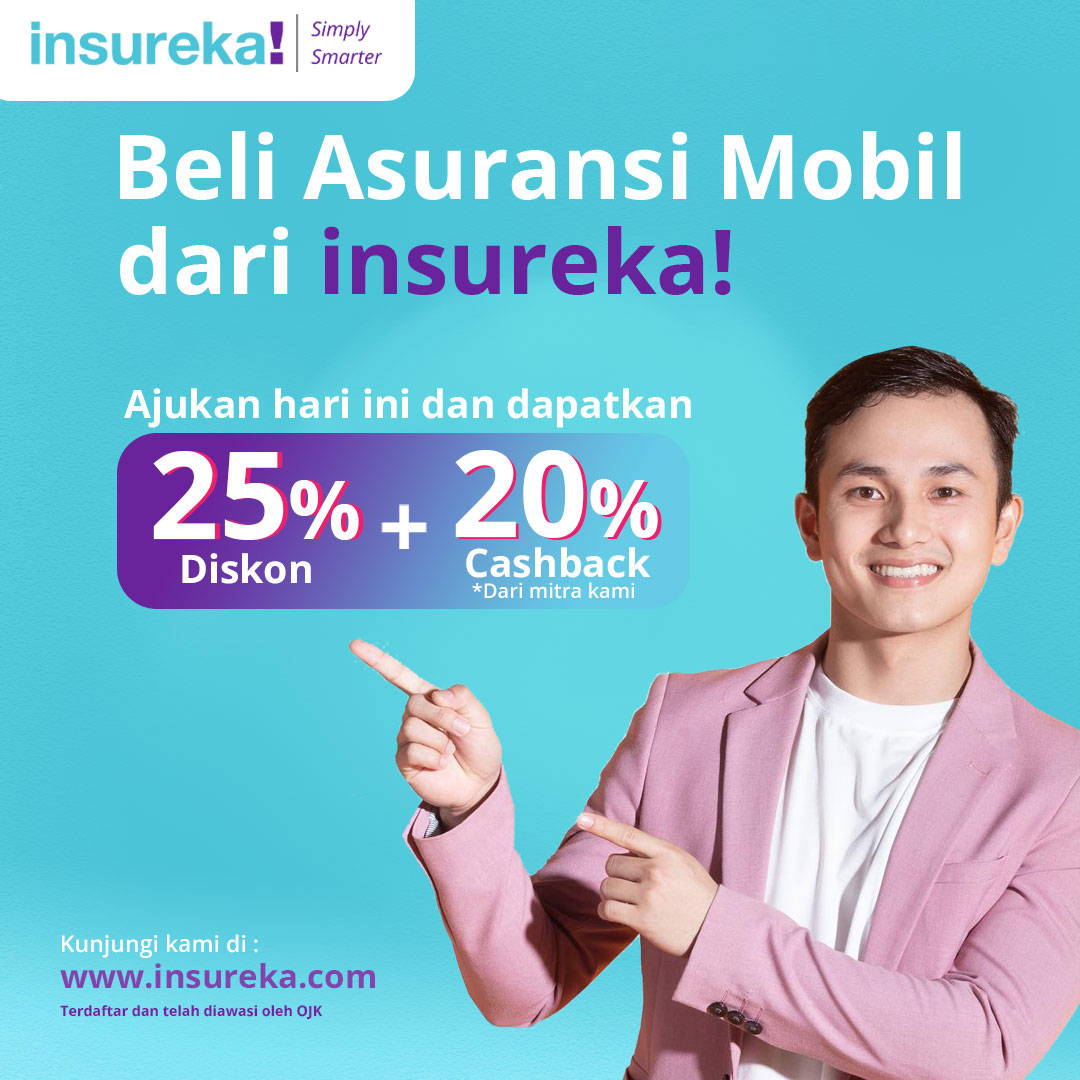 insureka!
Simply
Smarter
Beli Asuransi Mobil
dari insureka!
Ajukan hari ini dan dapatkan
25% + 20%
Diskon
Cashback
*Dari mitra kami
Kunjungi kami di :
www.insureka.com
Terdaftar dan telah diawasi oleh OJK